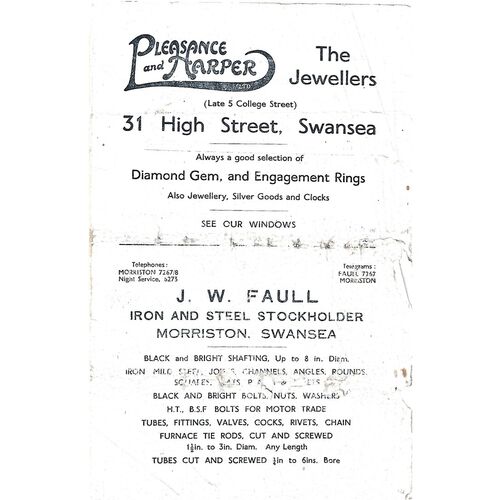 PLEASANCE
and HARPER
LTD
The
Jewellers
(Late 5 College Street)
31 High Street, Swansea
Always a good selection of
Diamond Gem, and Engagement Rings
Also Jewellery, Silver Goods and Clocks
SEE OUR WINDOWS
Telephones :
MORRISTON 7267/8
Night Service, 6275
Telegrams :
FAULL 7267
MORRISTON
J. W. FAULL
IRON AND STEEL STOCKHOLDER
MORRISTON, SWANSEA
BLACK and BRIGHT SHAFTING, Up to 8 in. Diam.
IRON MILD STEEL, CHANNELS, ANGLES, ROUNDS,
SQUARES,
BLACK AND BRIGHT BOLTS, NUTS, WASHERS
H.T., B.S.F BOLTS FOR MOTOR TRADE
TUBES, FITTINGS, VALVES, COCKS, RIVETS, CHAIN
FURNACE TIE RODS, CUT AND SCREWED
to 3in. Diam. Any Length
TUBES CUT AND SCREWED to 6ins. Bore